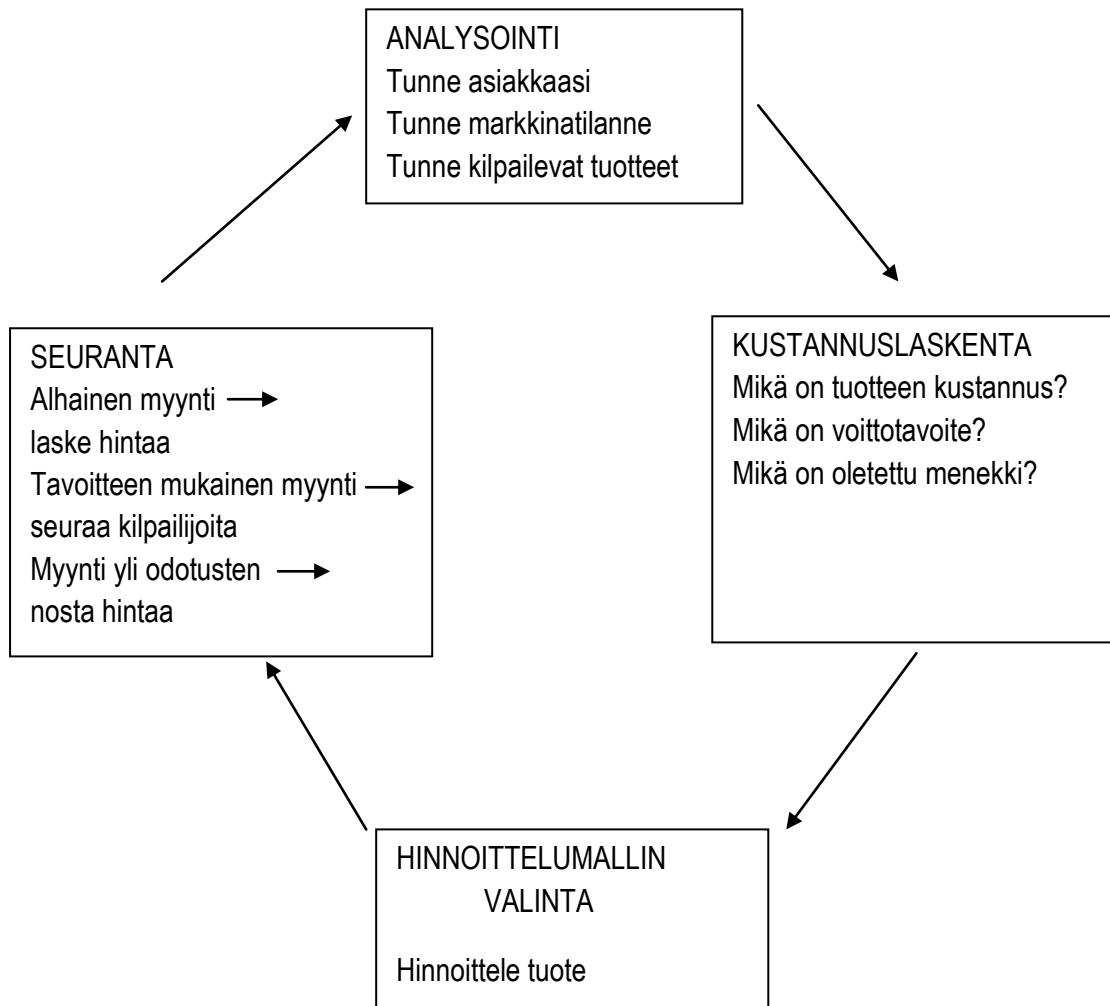 ANALYSOINTI
Tunne asiakkaasi
Tunne markkinatilanne
Tunne kilpailevat tuotteet
KUSTANNUSLASKENTA
Mikä on tuotteen kustannus?
Mikä on voittotavoite?
Mikä on oletettu menekki?
HINNOITTELUMALLIN
VALINTA
Hinnoittele tuote
SEURANTA
Alhainen myynti →
laske hintaa
Tavoitteen mukainen myynti →
seuraa kilpailijoita
Myynti yli odotusten →
nosta hintaa